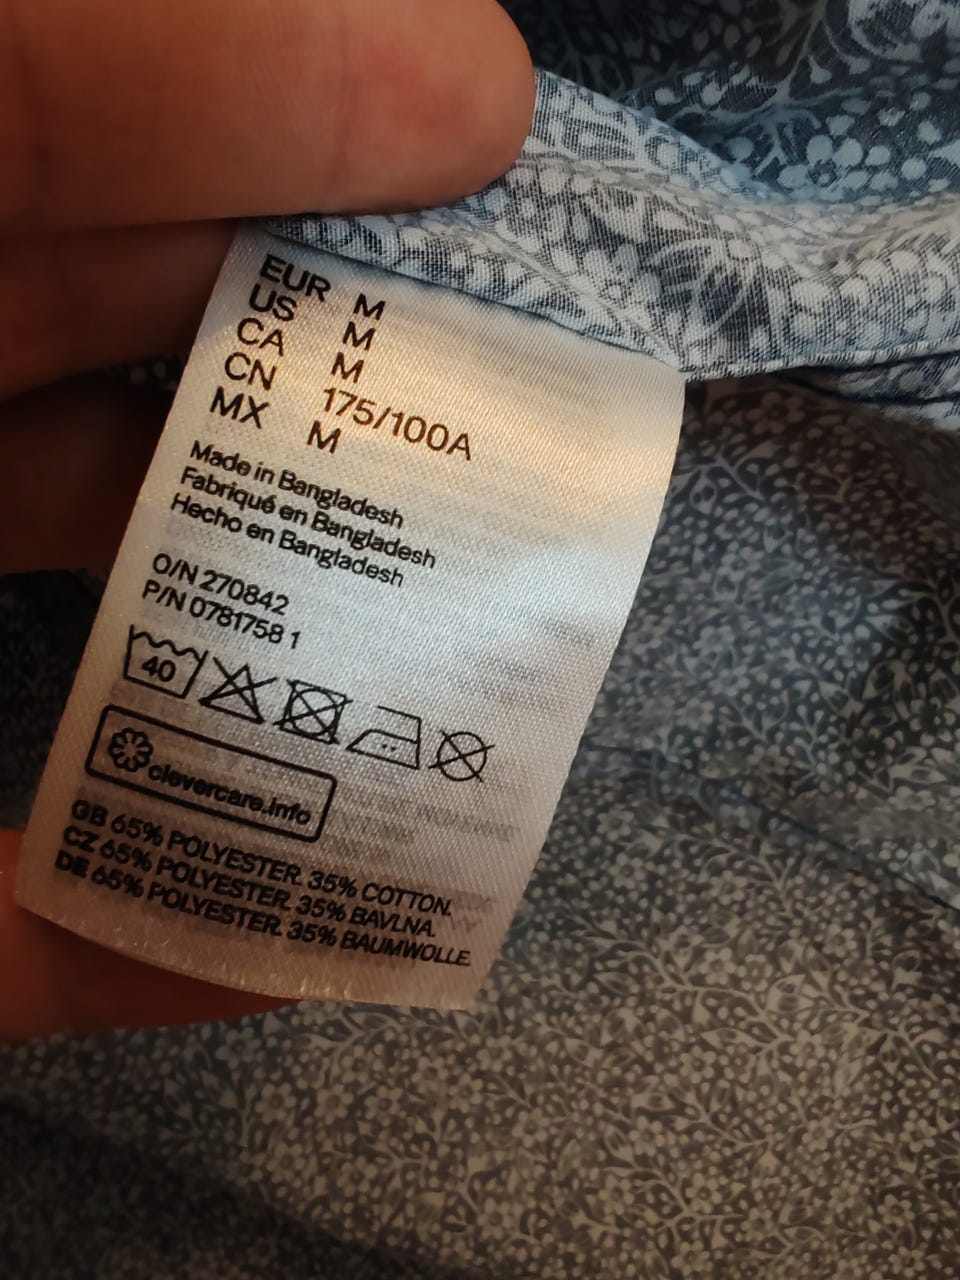 EUR M
US M
CA M
CN 175/100A
MX M
Made in Bangladesh
Fabriqué en Bangladesh
Hecho en Bangladesh
O/N 270842
P/N 0781758 1
40
clevercare.info
GB 65% POLYESTER. 35% COTTON.
CZ 65% POLYESTER. 35% BAVLNA.
DE 65% POLYESTER. 35% BAUMWOLLE.